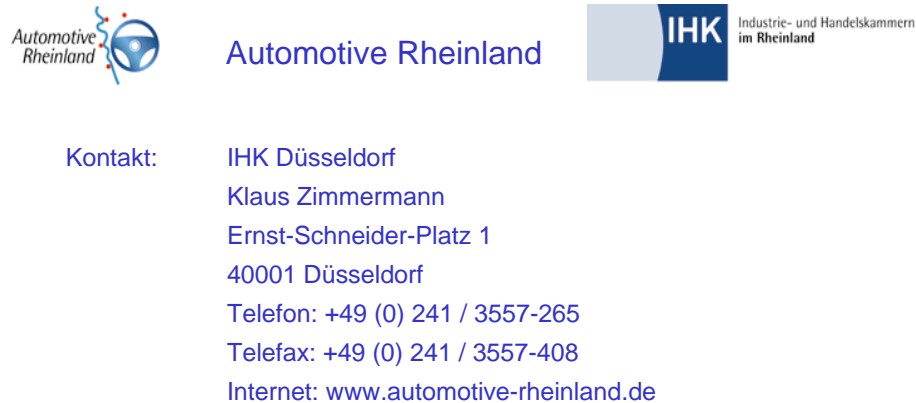 Automotive
Rheinland
Automotive Rheinland
IHK
Industrie- und Handelskammern
im Rheinland
Kontakt: IHK Düsseldorf
Klaus Zimmermann
Ernst-Schneider-Platz 1
40001 Düsseldorf
Telefon: +49 (0) 241 / 3557-265
Telefax: +49 (0) 241 / 3557-408
Internet: www.automotive-rheinland.de